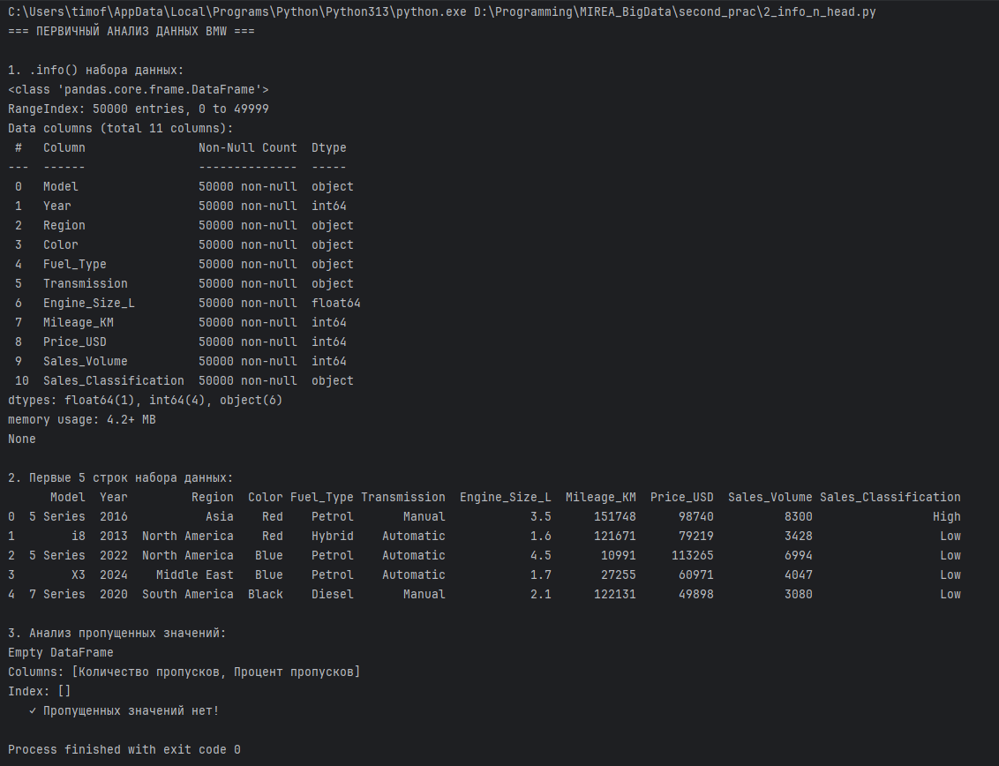 C:\Users\timof\AppData\Local\Programs\Python\Python313\python.exe D:\Programming\MIREA_BigData\second_prac\2_info_n_head.py
=== ПЕРВИЧНЫЙ АНАЛИЗ ДАННЫХ BMW ===
1. .info() набора данных:
<class 'pandas.core.frame.DataFrame'>
RangeIndex: 50000 entries, 0 to 49999
Data columns (total 11 columns):
 #   Column                Non-Null Count  Dtype
---  ------                --------------  -----
 0   Model                 50000 non-null  object
 1   Year                  50000 non-null  int64
 2   Region                50000 non-null  object
 3   Color                 50000 non-null  object
 4   Fuel_Type             50000 non-null  object
 5   Transmission          50000 non-null  object
 6   Engine_Size_L         50000 non-null  float64
 7   Mileage_KM            50000 non-null  int64
 8   Price_USD             50000 non-null  int64
 9   Sales_Volume          50000 non-null  int64
 10  Sales_Classification  50000 non-null  object
dtypes: float64(1), int64(4), object(6)
memory usage: 4.2+ MB
None
2. Первые 5 строк набора данных:
      Model  Year         Region  Color Fuel_Type Transmission  Engine_Size_L  Mileage_KM  Price_USD  Sales_Volume Sales_Classification
0  5 Series  2016           Asia    Red    Petrol       Manual            3.5      151748      98740          8300                 High
1        i8  2013  North America    Red    Hybrid    Automatic            1.6      121671      79219          3428                  Low
2  5 Series  2022  North America   Blue    Petrol    Automatic            4.5       10991     113265          6994                  Low
3        X3  2024    Middle East   Blue    Petrol    Automatic            1.7       27255      60971          4047                  Low
4  7 Series  2020  South America  Black    Diesel       Manual            2.1      122131      49898          3080                  Low
3. Анализ пропущенных значений:
Empty DataFrame
Columns: [Количество пропусков, Процент пропусков]
Index: []
   ✓ Пропущенных значений нет!
Process finished with exit code 0